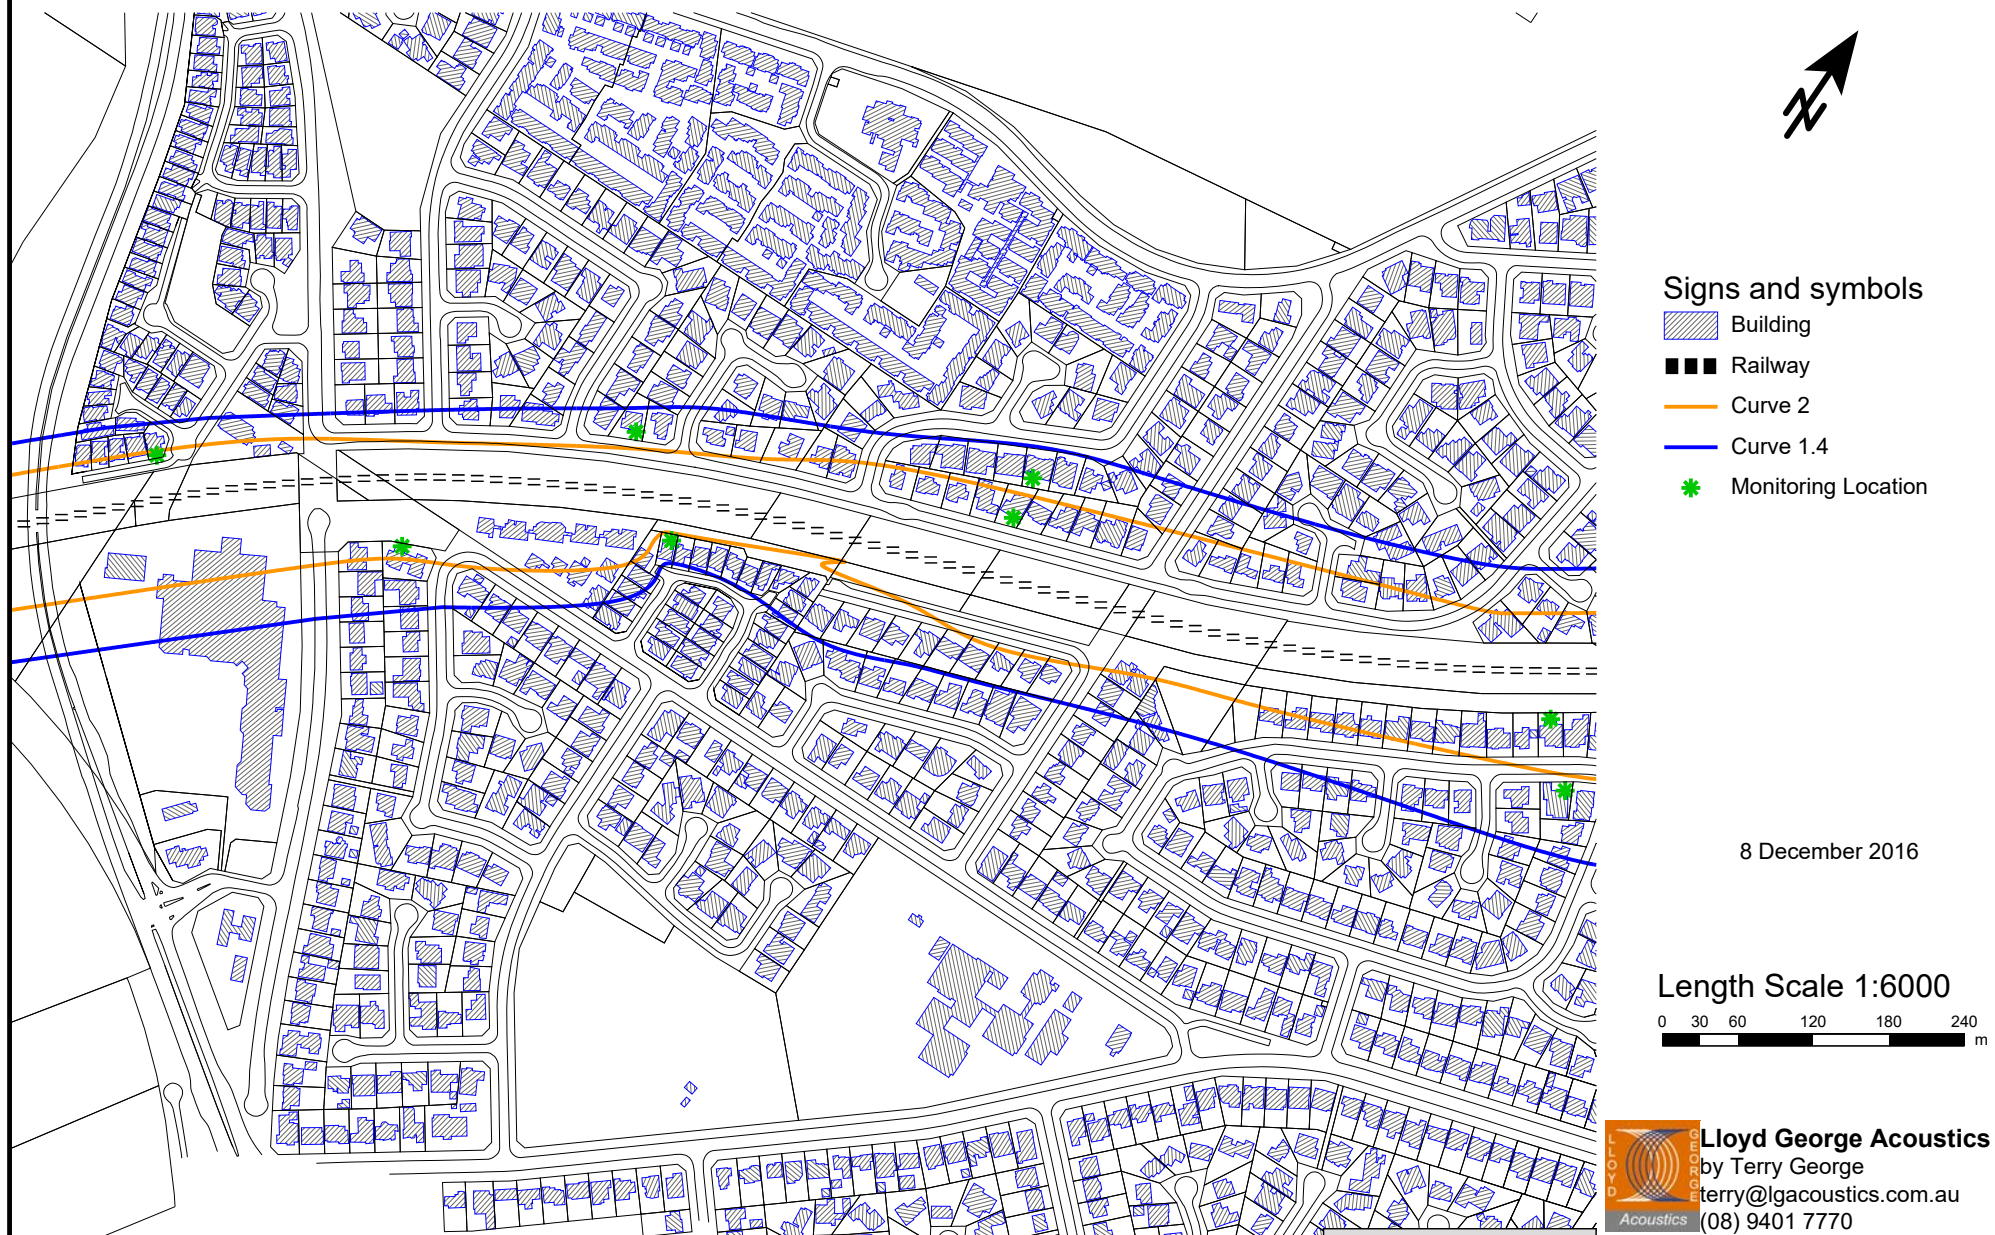 N
Signs and symbols
Building
Railway
Curve 2
Curve 1.4
Monitoring Location
8 December 2016
Length Scale 1:6000
0 30 60 120 180 240
m
LLOYD GEORGE
Acoustics
Lloyd George Acoustics
by Terry George
terry@lgacoustics.com.au
(08) 9401 7770